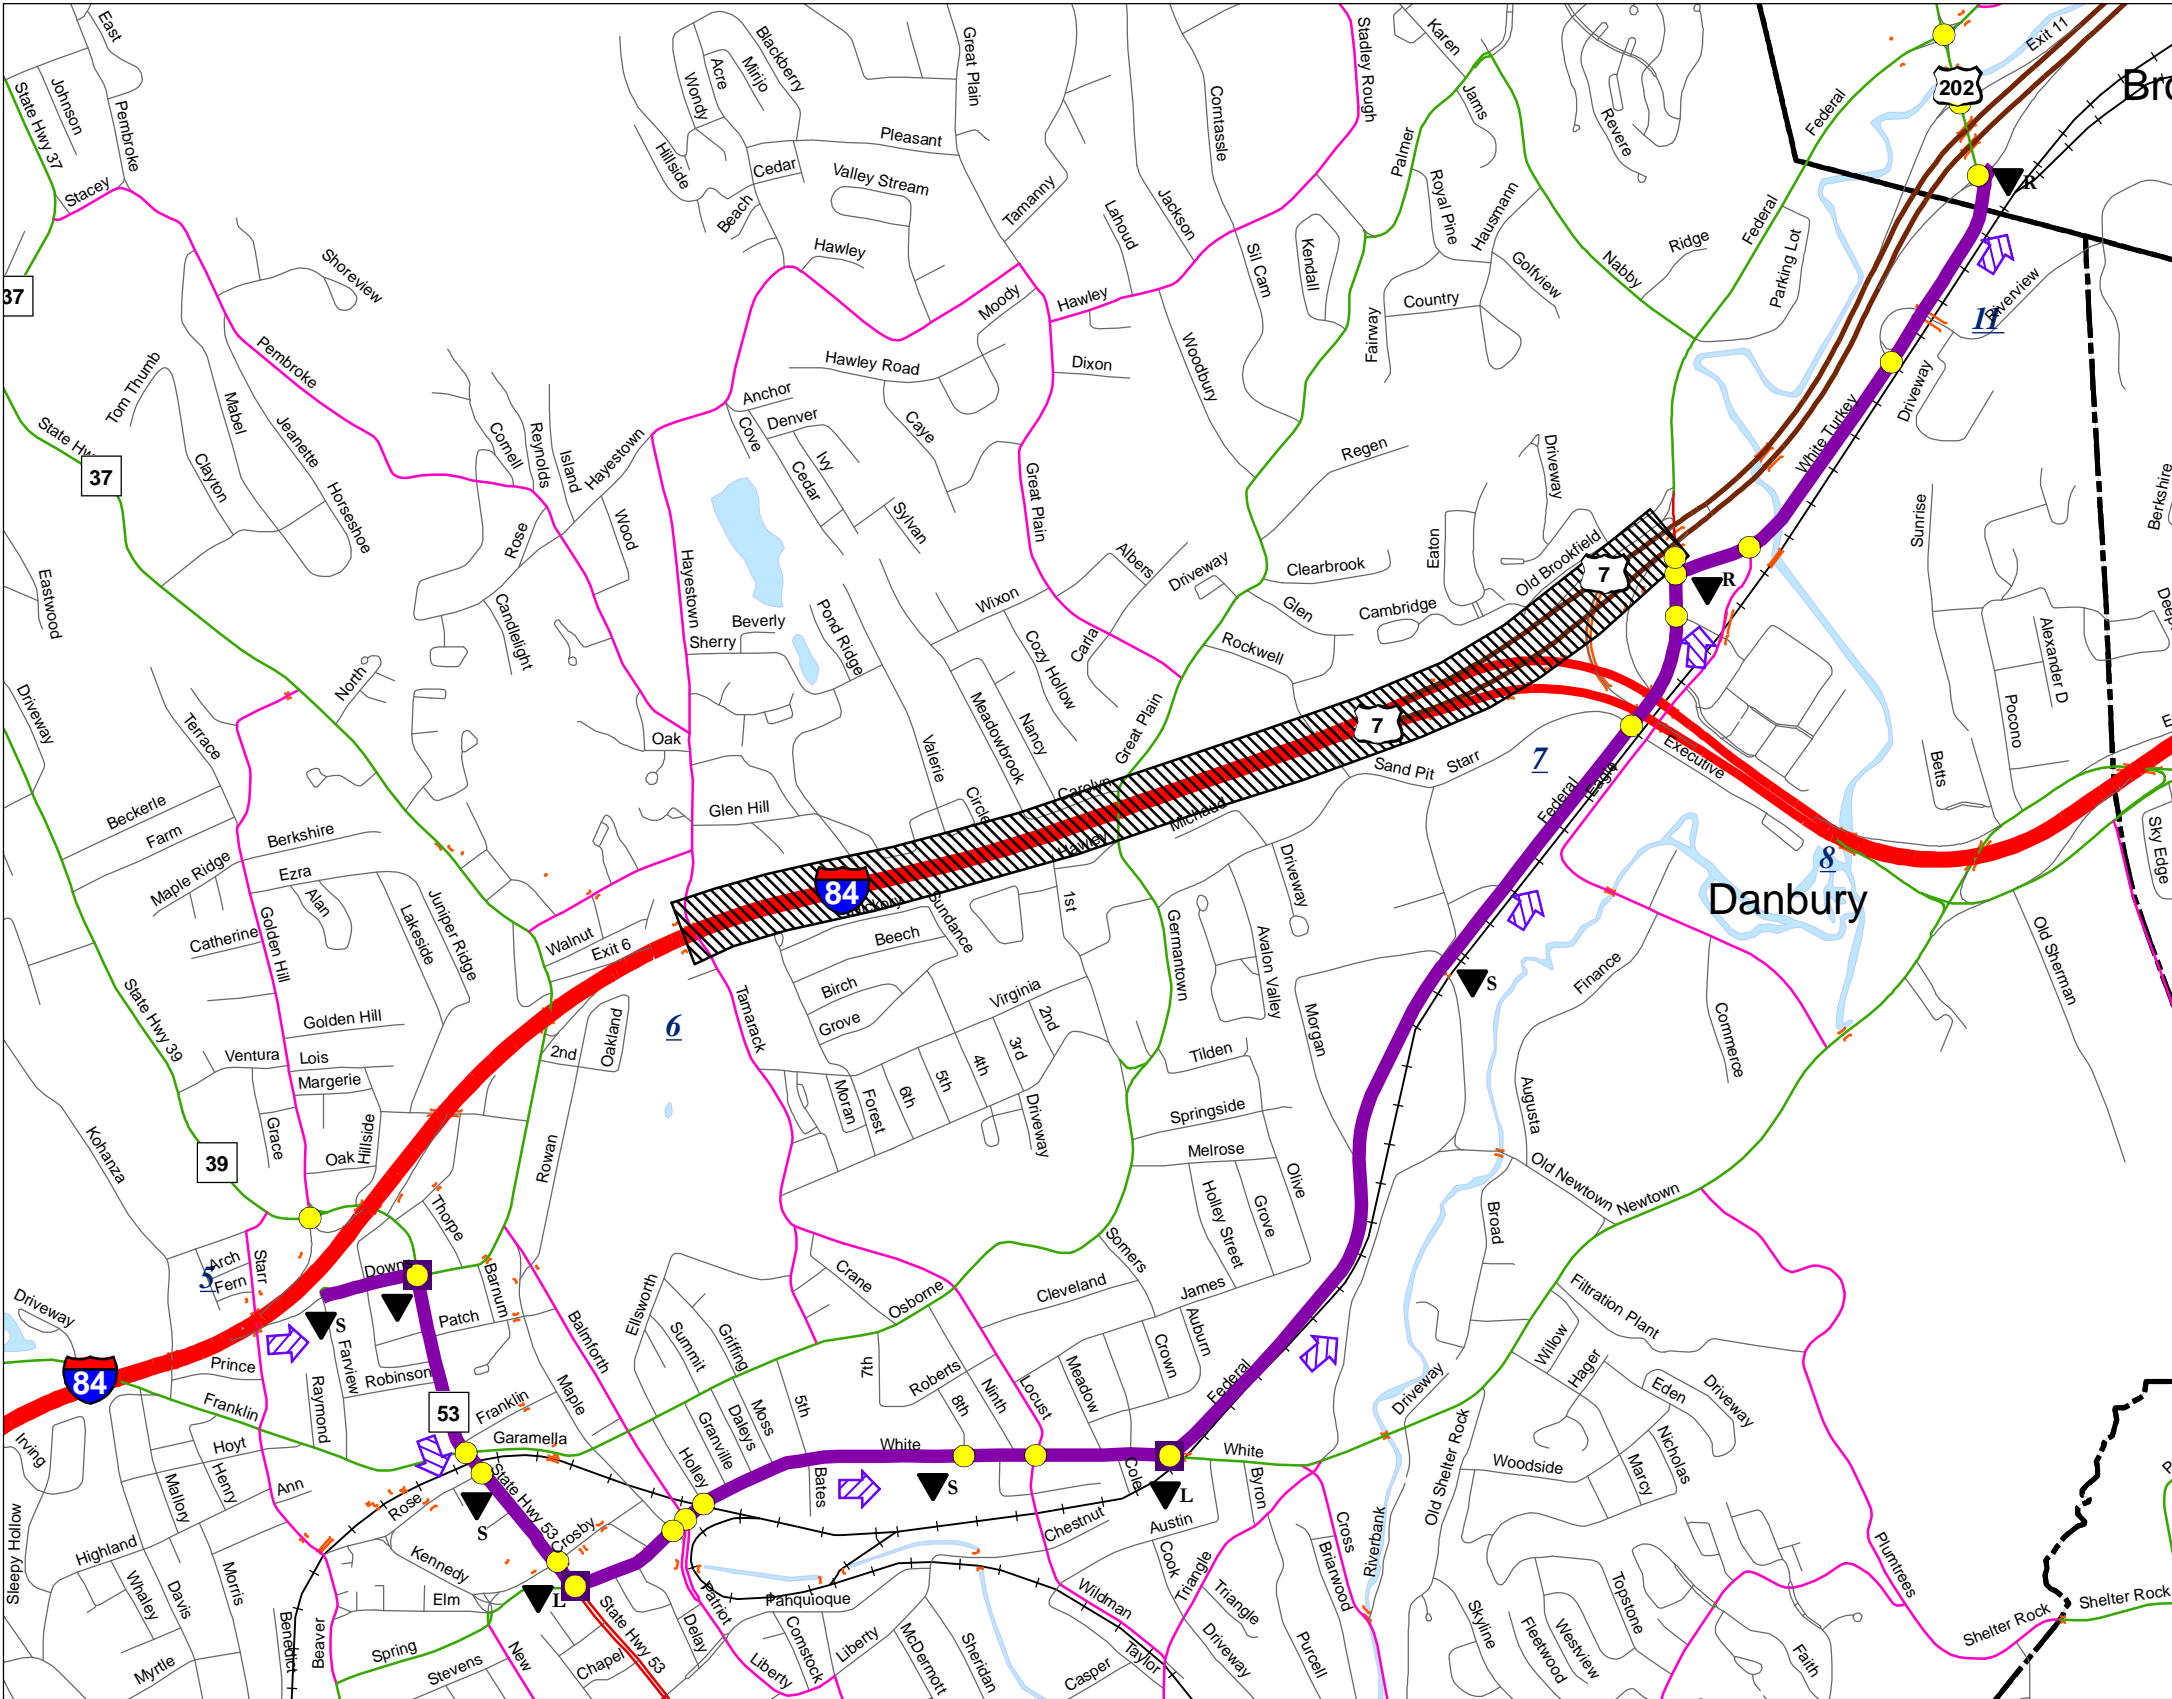 East
Johnson
State Hwy 37
Pembroke
Stacey
37
Shoreview
Pembroke
Tom Thumb
Mabel
Jeanette
Horseshoe
Clayton
State Hw
37
Eastwood
Driveway
Blackberry
Mirijo
Acre
Wondy
Hillside
Cedar
Beach
Pleasant
Valley Stream
Hawley
Great Plain
Tamanny
Moody
Hawley
Hawley Road
Dixon
Lahoud
Jackson
Comtassle
Stadley Rough
Sil Cam
Kendall
Woodbury
Karen
Jams
Palmer
Royal Pine
Hausmann
Golfview
Country
Fairway
Revere
Nabby
Ridge
Federal
Federal
Parking Lot
Exit 11
202
Bro
R
Riverview
11
Driveway
White Turkey
Anchor
Denver
Cove
Ivy
Cedar
Caye
Sylvan
Cornell
Reynolds
Island
Hayestown
Wood
Rose
Candlelight
Hayestown
Sherry
Beverly
Pond Ridge
Great Plain
Albers
Wixon
Cozy Hollow
Carla
Driveway
Clearbrook
Glen
Cambridge
Rockwell
Regen
Eaton
Driveway
Old Brookfield
7
R
Sunrise
Berkshire
Alexander D
Pocono
Betts
Sky Edge
Old Sherman
North
Terrace
Oak
Glen Hill
Valerie
Meadowbrook
Nancy
Circle
Carolyn
Great Plain
Hawley
Michaud
7
Sand Pit
Starr
7
Federal
Eagle
Executive
8
Danbury
Beckerle
Farm
Maple Ridge
Berkshire
Ezra
Alan
Catherine
Golden Hill
Lakeside
Juniper Ridge
Walnut
Exit 6
84
Hickory
Sundance
Beech
Birch
Grove
Virginia
1st
2nd
3rd
4th
5th
6th
Forest
Moran
Driveway
Tamarack
6
Germantown
Driveway
Avalon Valley
Morgan
Tilden
Springside
Melrose
Holley Street
Grove
Olive
S
Finance
Commerce
Augusta
Old Newtown
Newtown
Broad
State Hwy 39
Golden Hill
Ventura
Lois
Margerie
Grace
Oak
Hillside
2nd
Oakland
Rowan
39
Kohanza
Thorpe
Arch
Fern
Starr
5
Downs
Barnum
Patch
S
Farview
Robinson
Raymond
Driveway
84
Prince
Franklin
Irving
Hoyt
Henry
Ann
Mallory
Highland
Whaley
Davis
Morris
Myrtle
Sleepy Hollow
Benedict
Beaver
53
Franklin
Garamella
Maple
Balmforth
Rose
S
State Hwy 53
Crosby
Kennedy
Elm
L
Spring
Stevens
New
Chapel
State Hwy 53
Delay
Patriot
Liberty
Comstock
Panquioque
Liberty
McDermott
Sheridan
Casper
Taylor
Wildman
Ellsworth
Summit
Griffing
Granville
Daleys
Moss
Holley
5th
Bates
7th
White
S
Roberts
8th
Ninth
Locust
Crane
Osborne
Cleveland
Somers
James
Auburn
Crown
Meadow
Cole
Chestnut
Austin
L
Federal
White
Byron
Cook
Triangle
Triangle
Driveway
Purcell
Briarwood
Cross
Riverbank
Driveway
Old Shelter Rock
Filtration Plant
Willow
Hager
Eden
Driveway
Nicholas
Marcy
Woodside
Skyline
Fleetwood
Westview
Topstone
Faith
Plumtrees
Shelter Rock
Shelter Rock